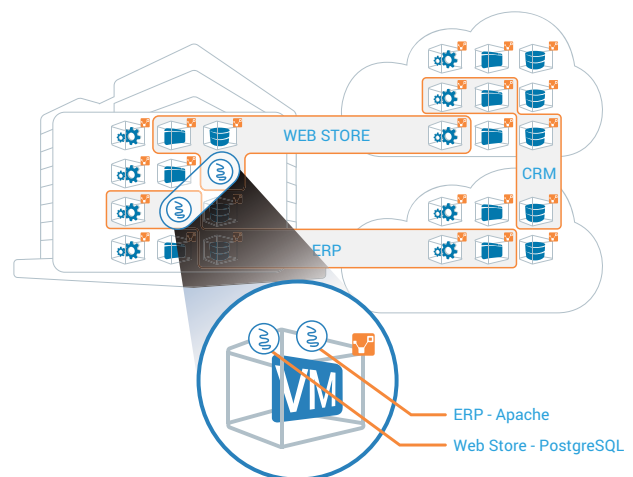 WEB STORE
CRM
ERP
VM
ERP - Apache
Web Store - PostgreSQL